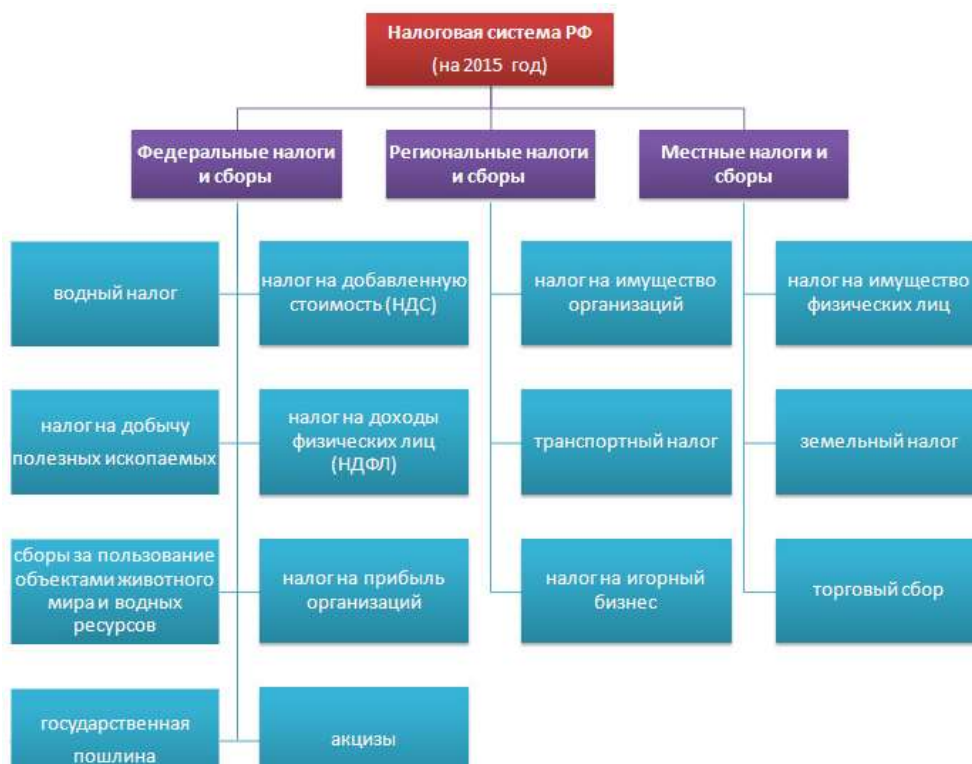 Налоговая система РФ
(на 2015 год)
Федеральные налоги
и сборы
Региональные налоги
и сборы
Местные налоги и
сборы
водный налог
налог на добавленную
стоимость (НДС)
налог на имущество
организаций
налог на имущество
физических лиц
налог на добычу
полезных ископаемых
налог на доходы
физических лиц
(НДФЛ)
транспортный налог
земельный налог
сборы за пользование
объектами животного
мира и водных
ресурсов
налог на прибыль
организаций
налог на игорный
бизнес
торговый сбор
государственная
пошлина
акцизы